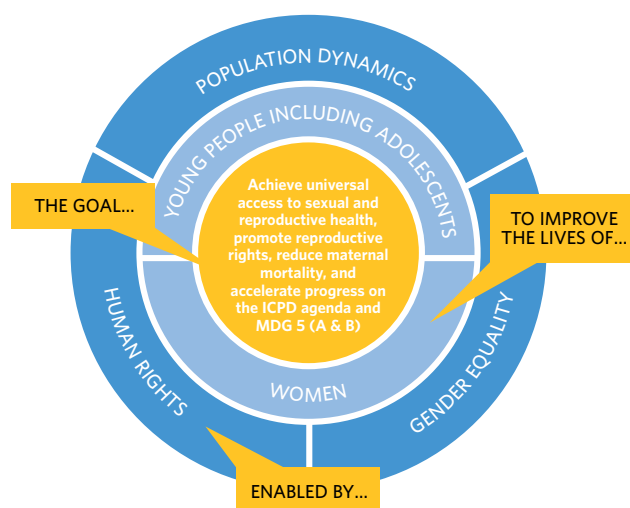 POPULATION DYNAMICS
YOUNG PEOPLE INCLUDING ADOLESCENTS
THE GOAL...
Achieve universal
access to sexual and
reproductive health,
promote reproductive
rights, reduce maternal
mortality, and
accelerate progress on
the ICPD agenda and
MDG 5 (A & B)
TO IMPROVE
THE LIVES OF...
HUMAN RIGHTS
WOMEN
GENDER EQUALITY
ENABLED BY...